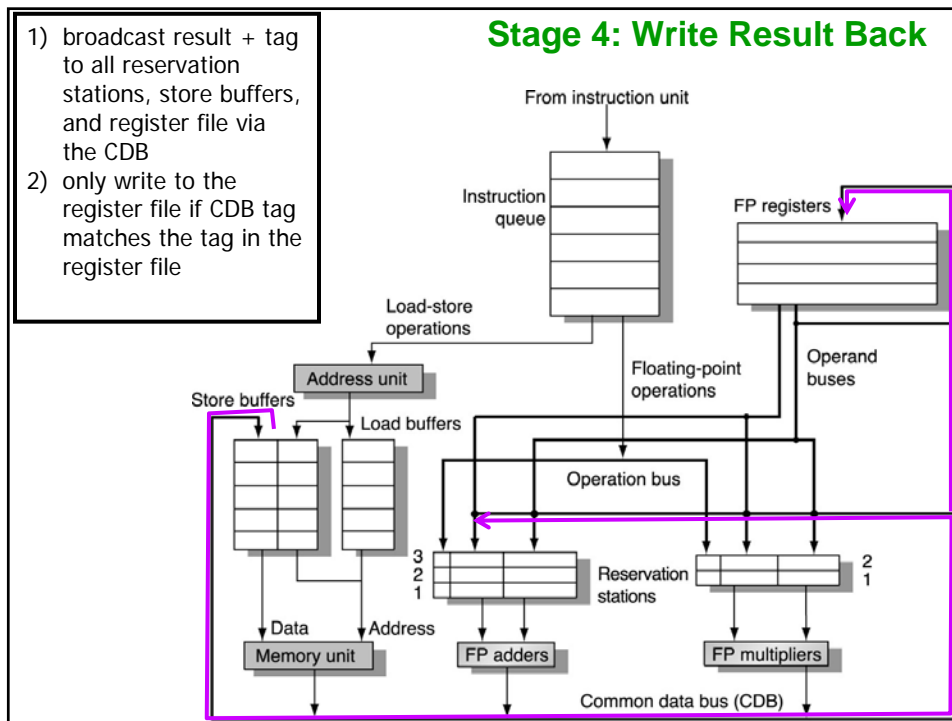 Stage 4: Write Result Back
1) broadcast result + tag
to all reservation
stations, store buffers,
and register file via
the CDB
2) only write to the
register file if CDB tag
matches the tag in the
register file
From instruction unit
Instruction
queue
FP registers
Load-store
operations
Address unit
Floating-point
operations
Operand
buses
Store buffers
Load buffers
Operation bus
3
2
1
Reservation
stations
2
1
Data
Address
Memory unit
FP adders
FP multipliers
Common data bus (CDB)